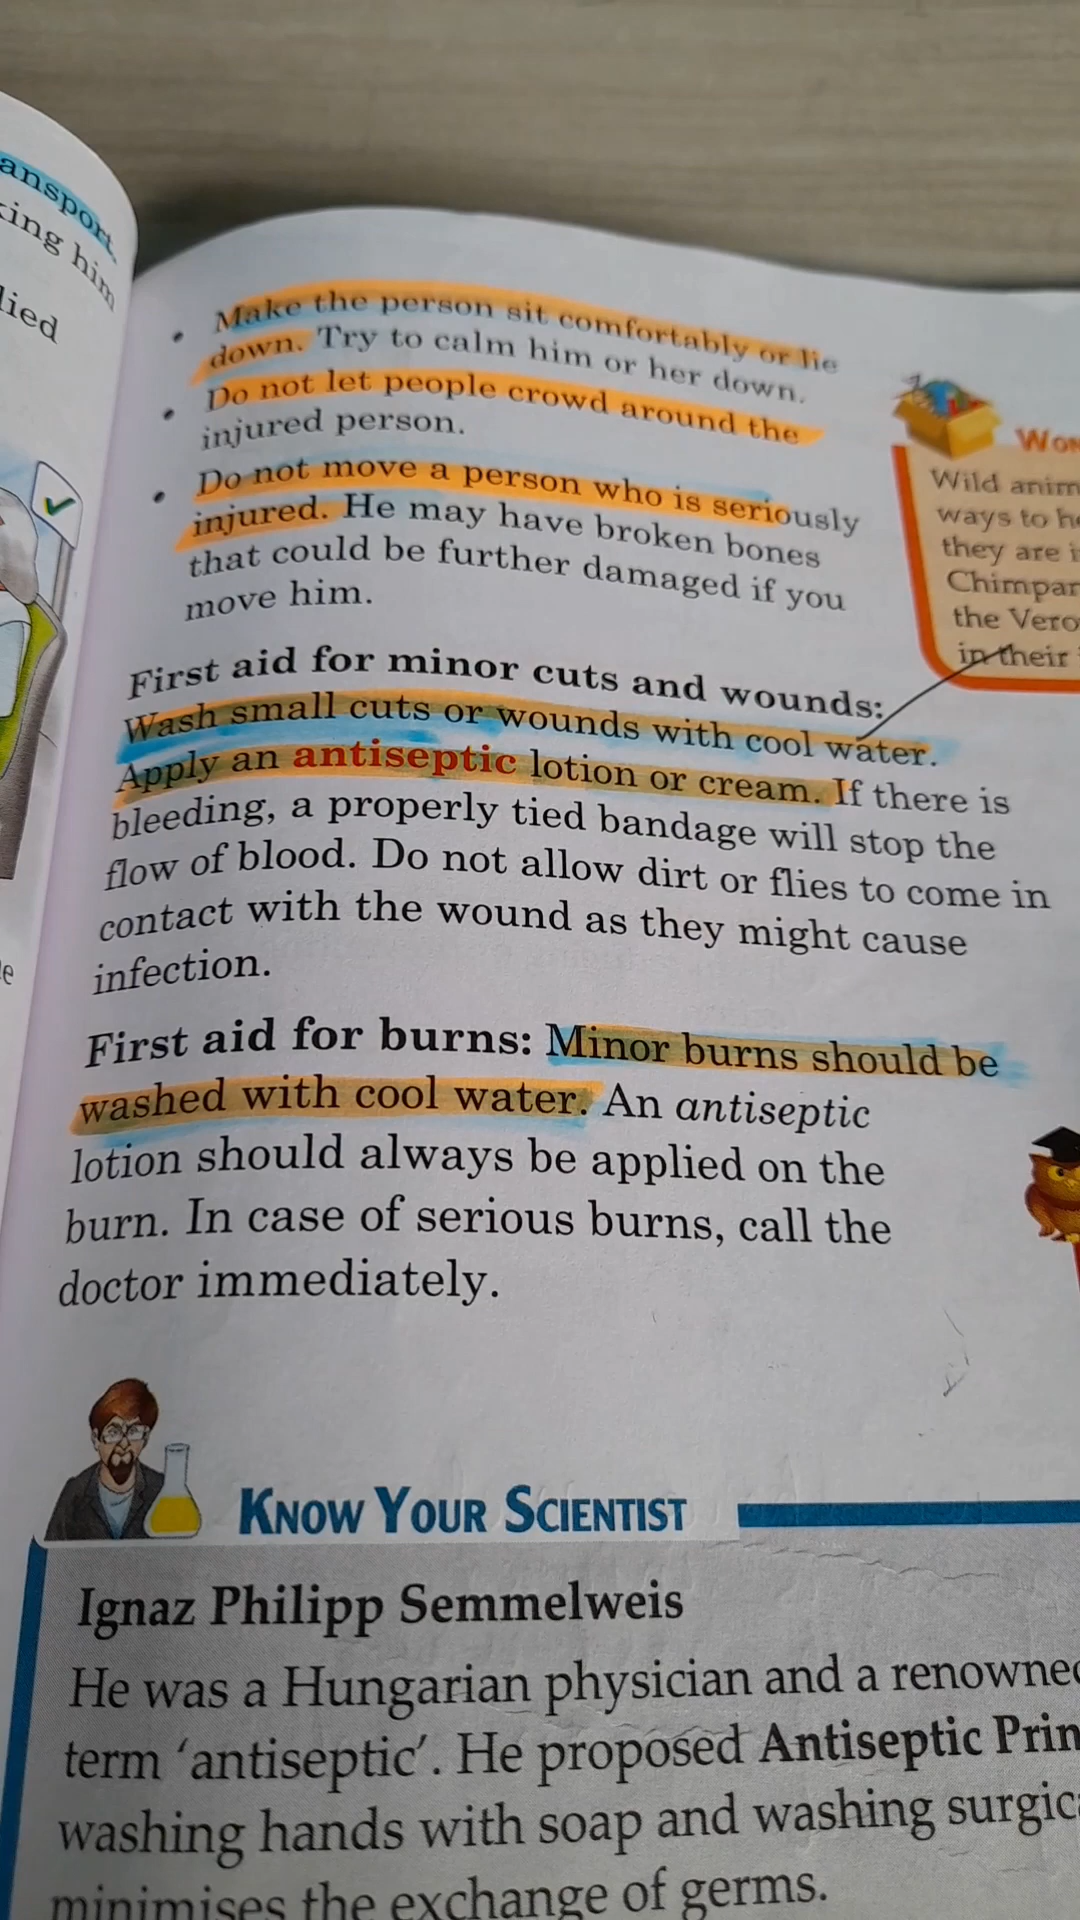 ansport.
king him
lied
• Make the person sit comfortably or lie
down. Try to calm him or her down.
• Do not let people crowd around the
injured person.
• Do not move a person who is seriously
injured. He may have broken bones
that could be further damaged if you
move him.
First aid for minor cuts and wounds:
Wash small cuts or wounds with cool water.
Apply an antiseptic lotion or cream. If there is
bleeding, a properly tied bandage will stop the
flow of blood. Do not allow dirt or flies to come in
contact with the wound as they might cause
infection.
First aid for burns: Minor burns should be
washed with cool water. An antiseptic
lotion should always be applied on the
burn. In case of serious burns, call the
doctor immediately.
Wild anim
ways to he
they are i
Chimpan
the Vero
in their
KNOW YOUR SCIENTIST
Ignaz Philipp Semmelweis
He was a Hungarian physician and a renowned
term ‘antiseptic’. He proposed Antiseptic Prin
washing hands with soap and washing surgic
minimises the exchange of germs.